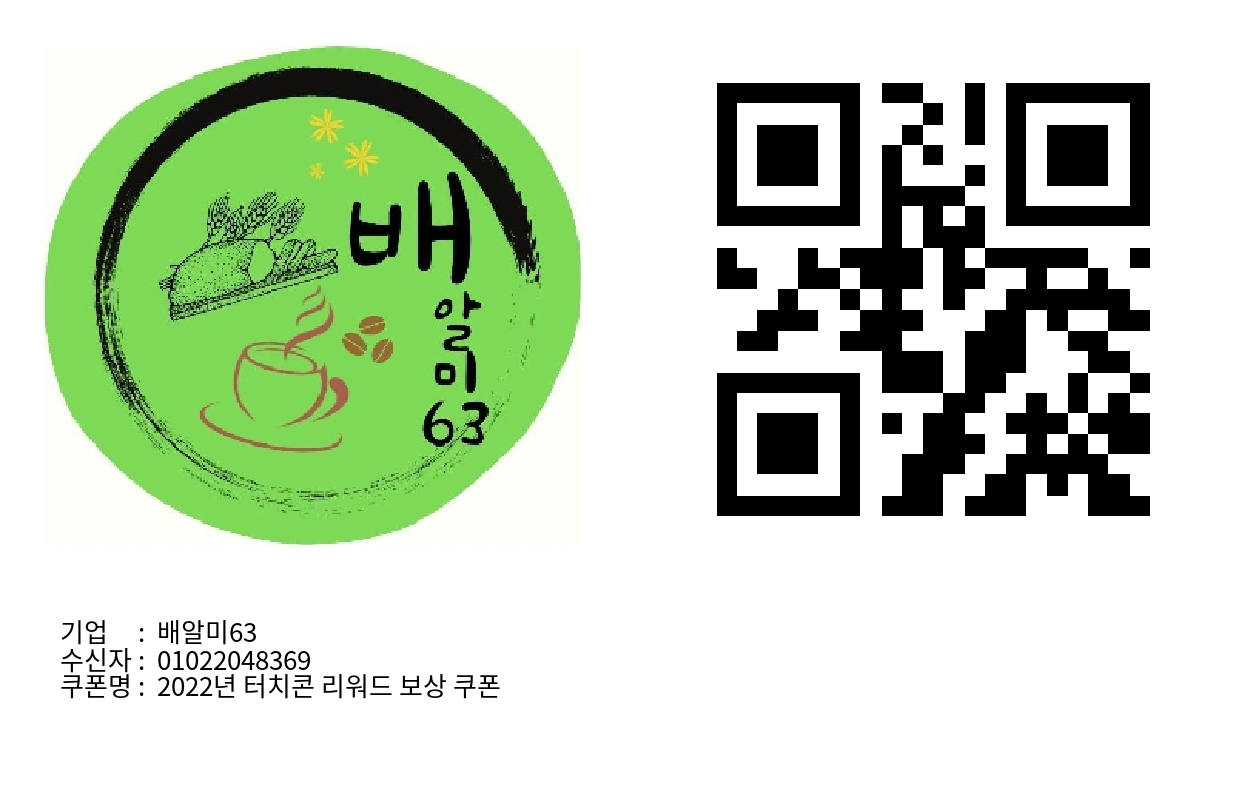 배
알
미
63
기업 : 배알미63
수신자 : 01022048369
쿠폰명 : 2022년 터치콘 리워드 보상 쿠폰